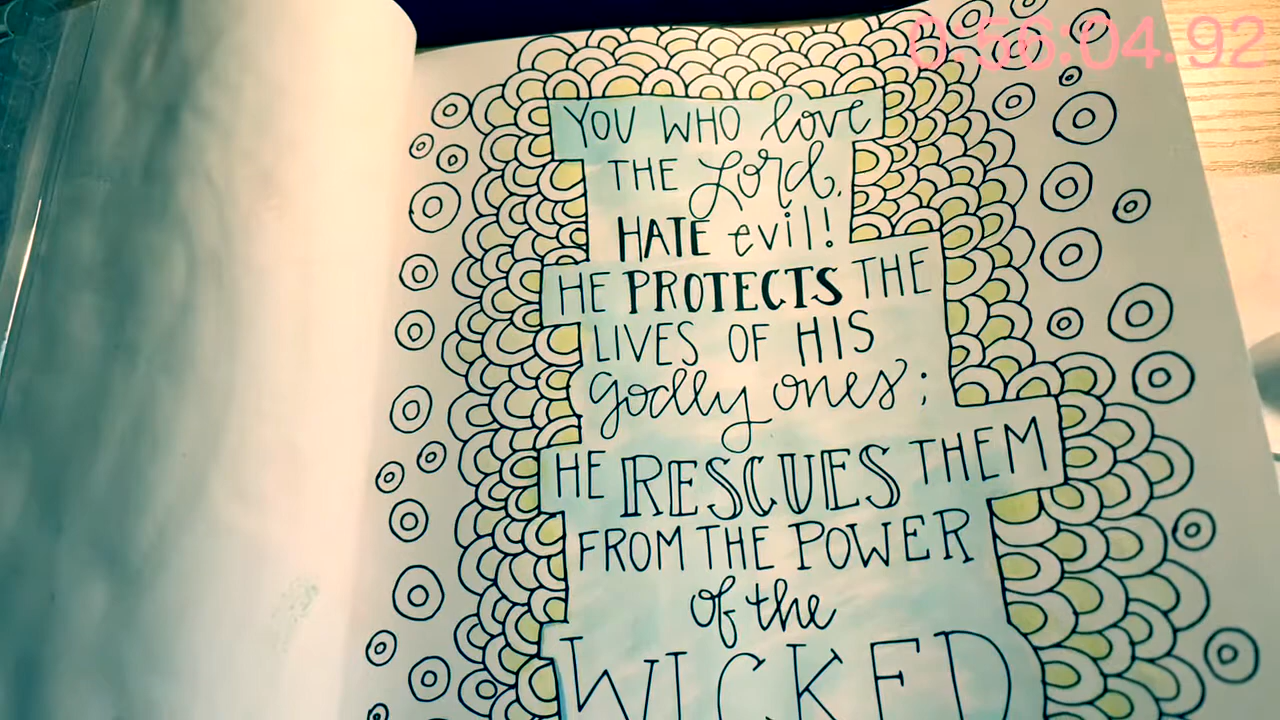 0:56:04.92
YOU WHO love
THE Lord,
HATE evil!
HE PROTECTS THE
LIVES OF HIS
godly ones;
HE RESCUES THEM
FROM THE POWER
of the
WICKED